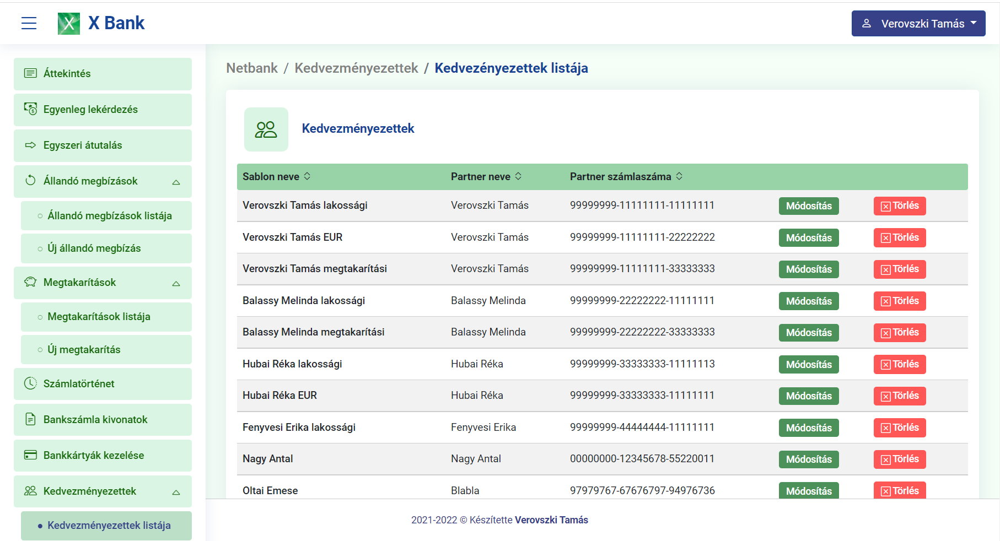 X Bank
Verovszki Tamás
Áttekintés
Egyenleg lekérdezés
Egyszeri átutalás
Állandó megbízások
Állandó megbízások listája
Új állandó megbízás
Megtakarítások
Megtakarítások listája
Új megtakarítás
Számlatörténet
Bankszámla kivonatok
Bankkártyák kezelése
Kedvezményezettek
Kedvezményezettek listája
Netbank / Kedvezményezettek / Kedvezényezettek listája
Kedvezményezettek
Sablon neve Partner neve Partner számlaszáma
Verovszki Tamás lakossági Verovszki Tamás 99999999-11111111-11111111 Módosítás Törlés
Verovszki Tamás EUR Verovszki Tamás 99999999-11111111-22222222 Módosítás Törlés
Verovszki Tamás megtakarítási Verovszki Tamás 99999999-11111111-33333333 Módosítás Törlés
Balassy Melinda lakossági Balassy Melinda 99999999-22222222-11111111 Módosítás Törlés
Balassy Melinda megtakarítási Balassy Melinda 99999999-22222222-33333333 Módosítás Törlés
Hubai Réka lakossági Hubai Réka 99999999-33333333-11111113 Módosítás Törlés
Hubai Réka EUR Hubai Réka 99999999-33333333-11111111 Módosítás Törlés
Fenyvesi Erika lakossági Fenyvesi Erika 99999999-44444444-11111111 Módosítás Törlés
Nagy Antal Nagy Antal 00000000-12345678-55220011 Módosítás Törlés
Oltai Emese Blabla 97979767-67676797-94976736 Módosítás Törlés
2021-2022 © Készítette Verovszki Tamás